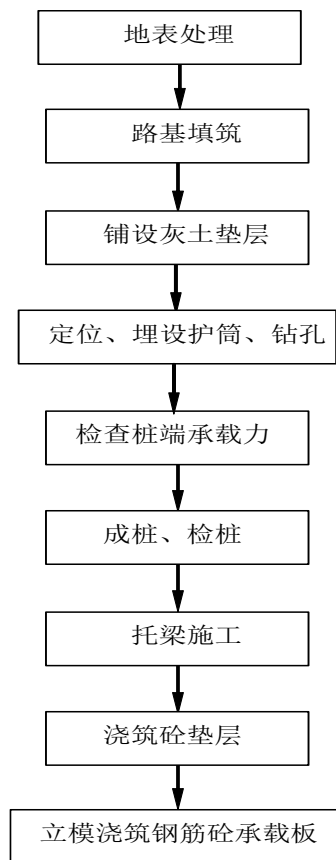 地表处理
路基填筑
铺设灰土垫层
定位、埋设护筒、钻孔
检查桩端承载力
成桩、检桩
托梁施工
浇筑砼垫层
立模浇筑钢筋砼承载板